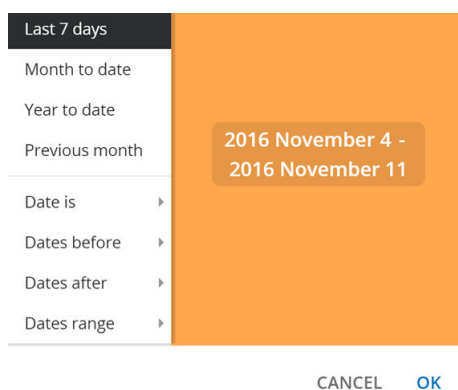 Last 7 days
Month to date
Year to date
Previous month
Date is
Dates before
Dates after
Dates range
2016 November 4 -
2016 November 11
CANCEL OK